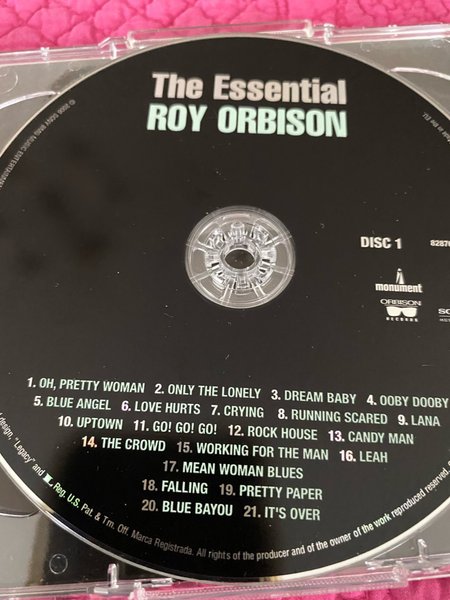 The Essential
ROY ORBISON
DISC 1
monument
ORBISON
RECORDS
1. OH, PRETTY WOMAN 2. ONLY THE LONELY 3. DREAM BABY 4. OOBY DOOBY
5. BLUE ANGEL 6. LOVE HURTS 7. CRYING 8. RUNNING SCARED 9. LANA
10. UPTOWN 11. GO! GO! GO! 12. ROCK HOUSE 13. CANDY MAN
14. THE CROWD 15. WORKING FOR THE MAN 16. LEAH
17. MEAN WOMAN BLUES
18. FALLING 19. PRETTY PAPER
20. BLUE BAYOU 21. IT'S OVER
design, "Legacy" and L Reg. U.S. Pat. & Tm. Off. Marca Registrada. All rights of the producer and of the owner of the work reproduced reserved.